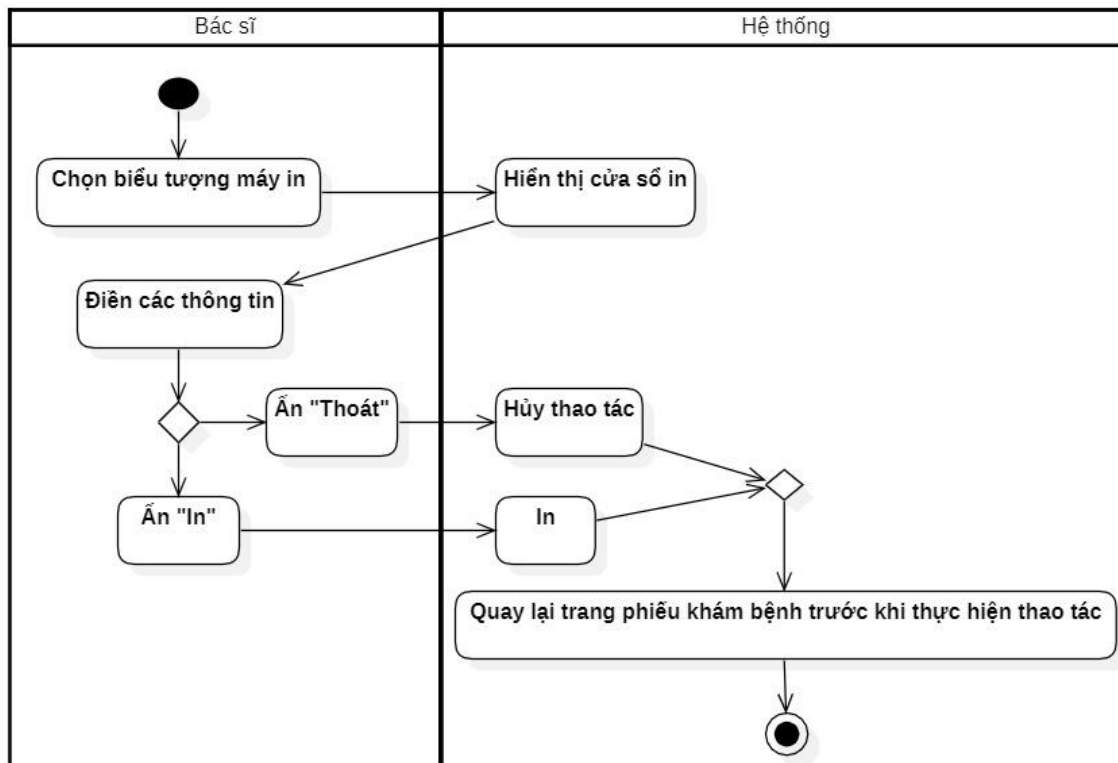 Bác sĩ
Hệ thống
Chọn biểu tượng máy in
Hiển thị cửa sổ in
Điền các thông tin
Ấn "Thoát"
Hủy thao tác
Ấn "In"
In
Quay lại trang phiếu khám bệnh trước khi thực hiện thao tác